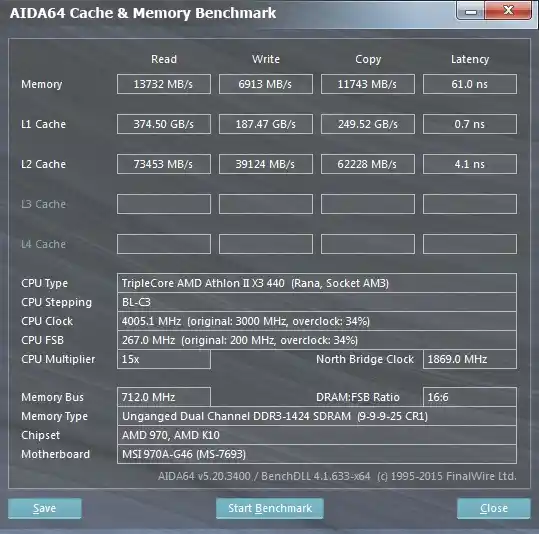 AIDA64 Cache & Memory Benchmark
Read Write Copy Latency
Memory 13732 MB/s 6913 MB/s 11743 MB/s 61.0 ns
L1 Cache 374.50 GB/s 187.47 GB/s 249.52 GB/s 0.7 ns
L2 Cache 73453 MB/s 39124 MB/s 62228 MB/s 4.1 ns
L3 Cache
L4 Cache
CPU Type TripleCore AMD Athlon II X3 440 (Rana, Socket AM3)
CPU Stepping BL-C3
CPU Clock 4005.1 MHz (original: 3000 MHz, overclock: 34%)
CPU FSB 267.0 MHz (original: 200 MHz, overclock: 34%)
CPU Multiplier 15x North Bridge Clock 1869.0 MHz
Memory Bus 712.0 MHz DRAM:FSB Ratio 16:6
Memory Type Unganged Dual Channel DDR3-1424 SDRAM (9-9-9-25 CR1)
Chipset AMD 970, AMD K10
Motherboard MSI 970A-G46 (MS-7693)
AIDA64 v5.20.3400 / BenchDLL 4.1.633-x64 (c) 1995-2015 FinalWire Ltd.
Save Start Benchmark Close